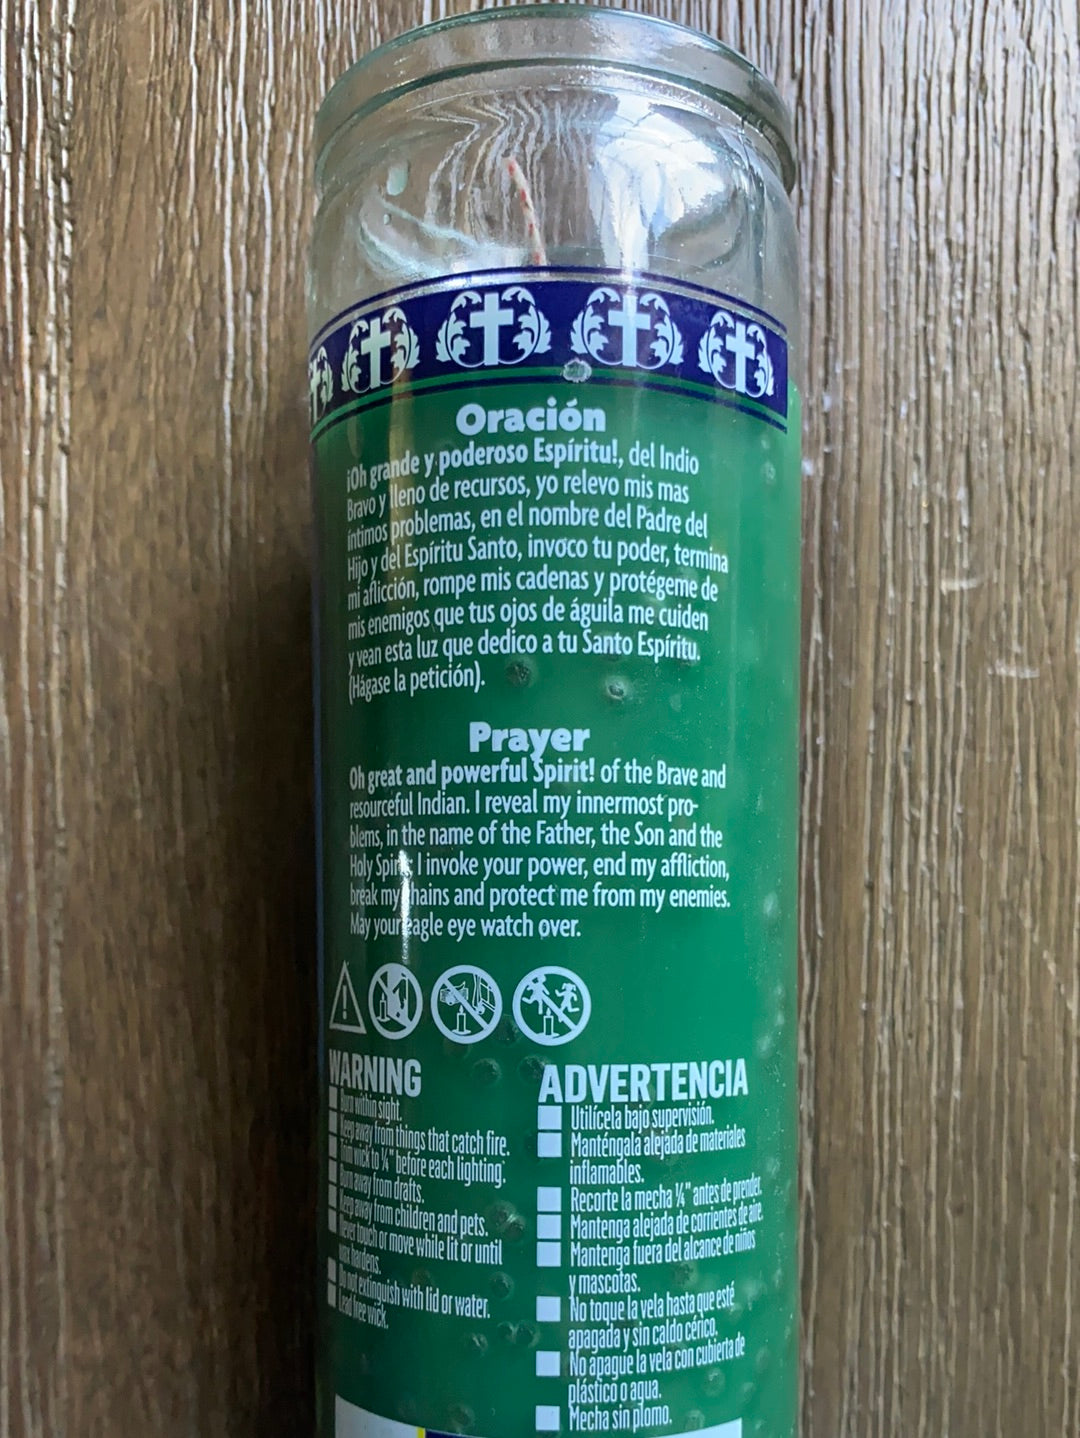 Oración
¡Oh grande y poderoso Espíritu!, del Indio
Bravo y lleno de recursos, yo relevo mis mas
íntimos problemas, en el nombre del Padre del
Hijo y del Espíritu Santo, invoco tu poder, termina
mi aflicción, rompe mis cadenas y protégeme de
mis enemigos que tus ojos de águila me cuiden
y vean esta luz que dedico a tu Santo Espíritu.
(Hágase la petición).
Prayer
Oh great and powerful Spirit! of the Brave and
resourceful Indian. I reveal my innermost pro-
blems, in the name of the Father, the Son and the
Holy Spirit I invoke your power, end my affliction,
break my chains and protect me from my enemies.
May your eagle eye watch over.
WARNING
Burn within sight.
Keep away from things that catch fire.
Trim wick to ¼" before each lighting.
Burn away from drafts.
Keep away from children and pets.
Never touch or move while lit or until
wax hardens.
Do not extinguish with lid or water.
Lead free wick.
ADVERTENCIA
Utilícela bajo supervisión.
Manténgala alejada de materiales
inflamables.
Recorte la mecha ¼" antes de prender.
Mantenga alejada de corrientes de aire.
Mantenga fuera del alcance de niños
y mascotas.
No toque la vela hasta que esté
apagada y sin caldo cérico.
No apague la vela con cubierta de
plástico o agua.
Mecha sin plomo.